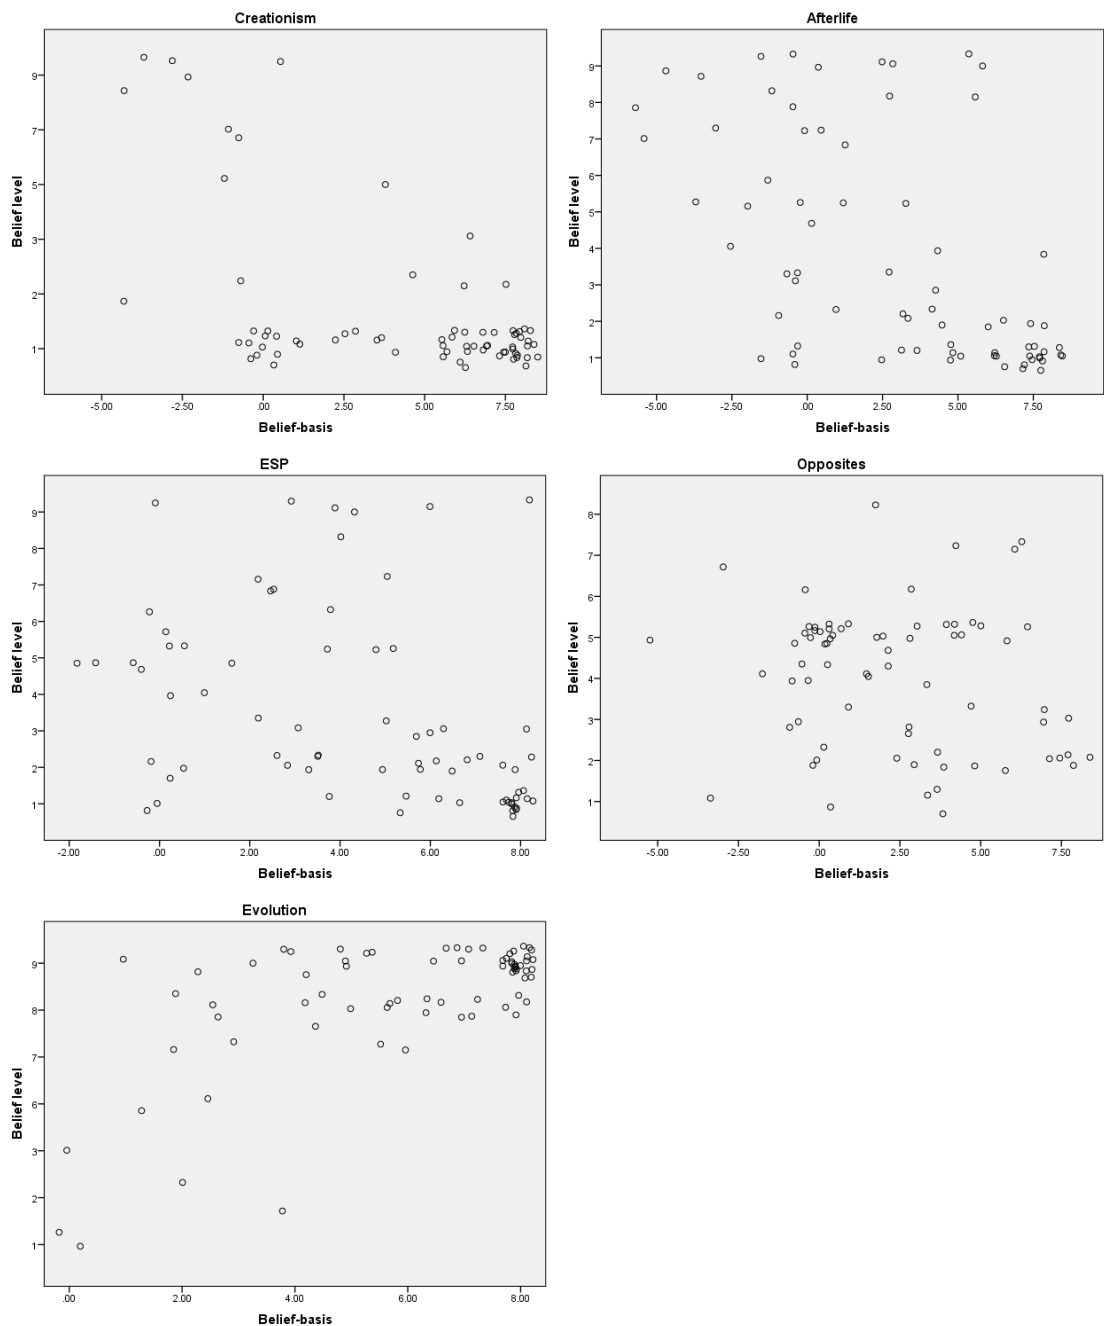 Creationism
Belief level
9
7
5
3
2
1
-5.00 -2.50 .00 2.50 5.00 7.50
Belief-basis
Afterlife
Belief level
9
8
7
6
5
4
3
2
1
-5.00 -2.50 .00 2.50 5.00 7.50
Belief-basis
ESP
Belief level
9
8
7
6
5
4
3
2
1
-2.00 .00 2.00 4.00 6.00 8.00
Belief-basis
Opposites
Belief level
8
7
6
5
4
3
2
1
-5.00 -2.50 .00 2.50 5.00 7.50
Belief-basis
Evolution
Belief level
9
8
7
6
3
2
1
.00 2.00 4.00 6.00 8.00
Belief-basis